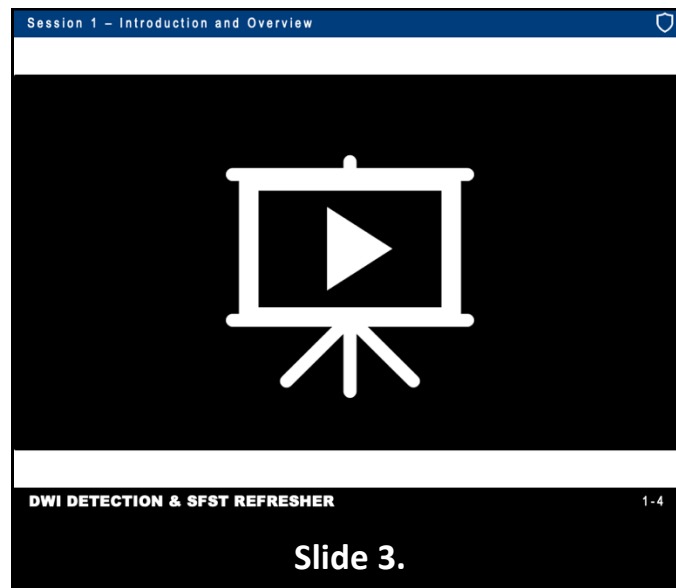 Session 1 – Introduction and Overview
DWI DETECTION & SFST REFRESHER
1-4
Slide 3.